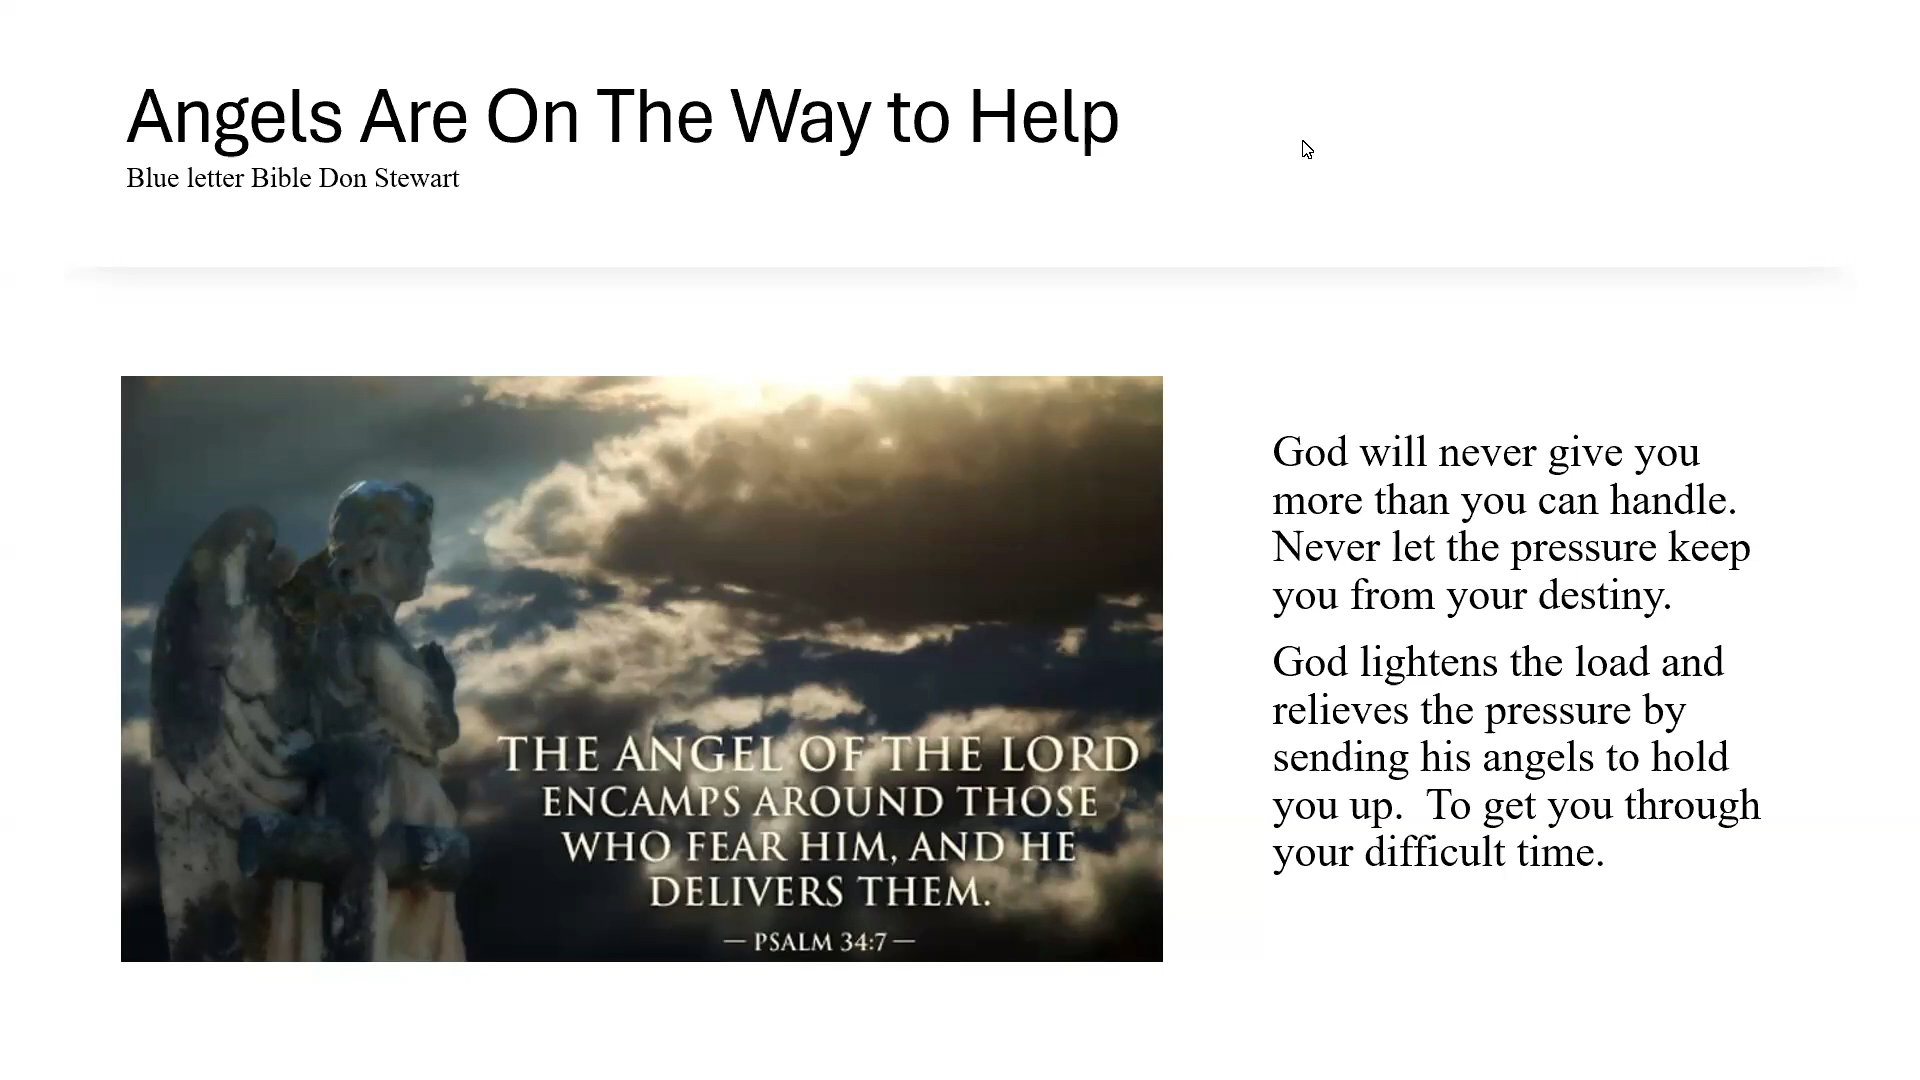 Angels Are On The Way to Help
Blue letter Bible Don Stewart
THE ANGEL OF THE LORD
ENCAMPS AROUND THOSE
WHO FEAR HIM, AND HE
DELIVERS THEM.
— PSALM 34:7 —
God will never give you
more than you can handle.
Never let the pressure keep
you from your destiny.
God lightens the load and
relieves the pressure by
sending his angels to hold
you up.  To get you through
your difficult time.